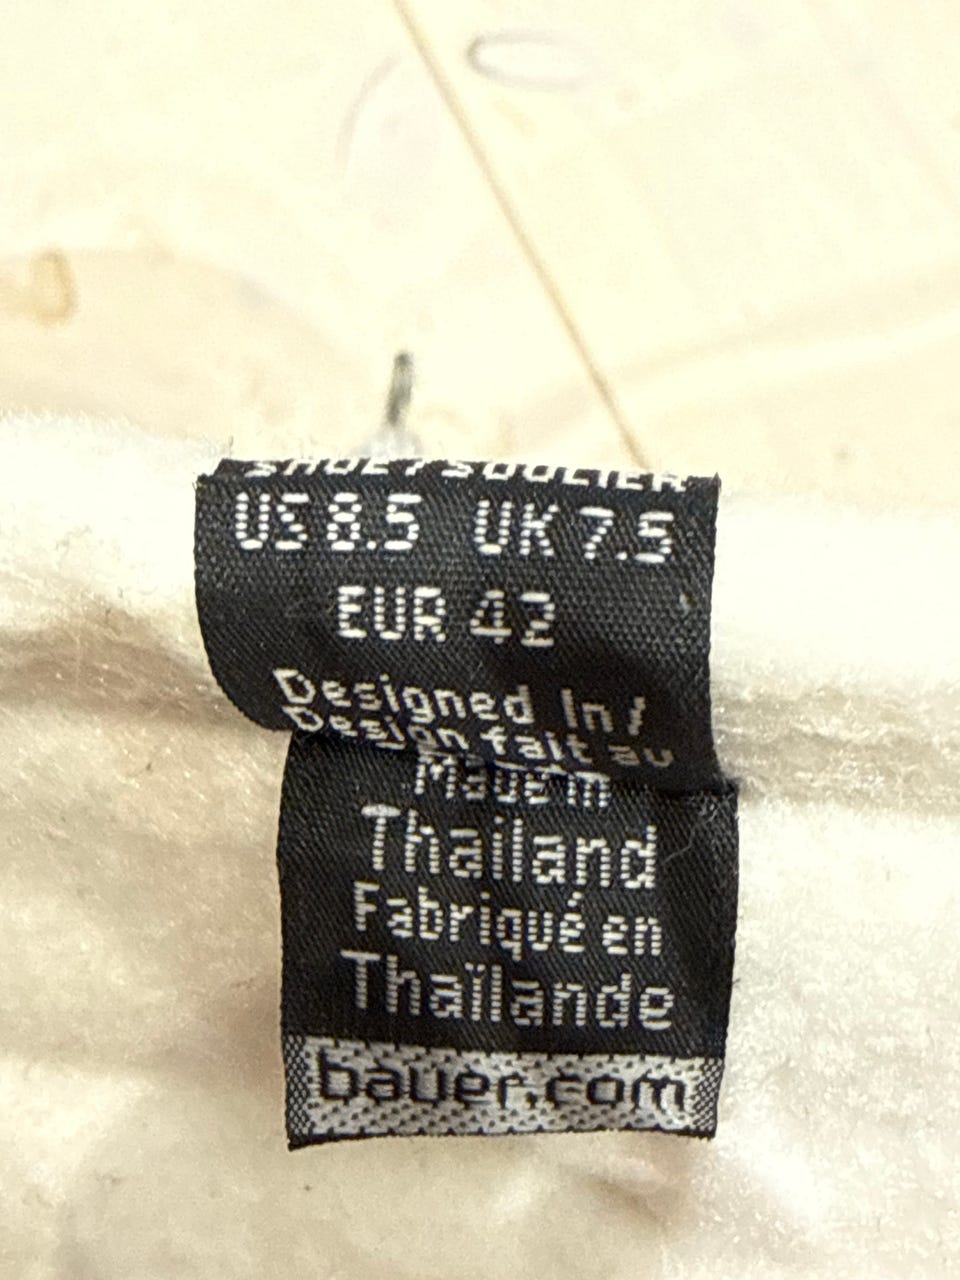 SHOE / SOULIER
US 8.5 UK 7.5
EUR 42
Designed In /
Design fait au
Made in
Thailand
Fabriqué en
Thaïlande
bauer.com